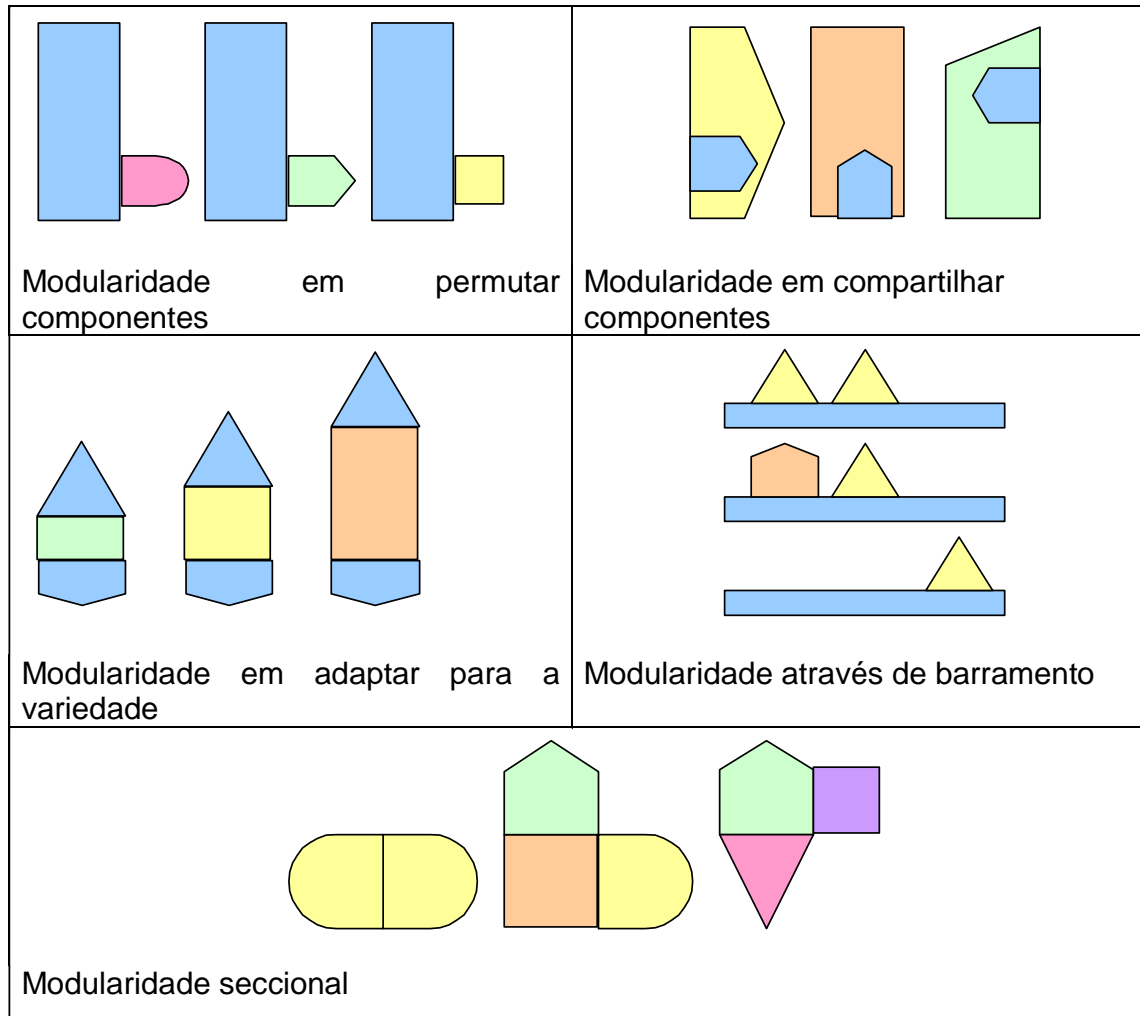 Modularidade em permutar
componentes
Modularidade em compartilhar
componentes
Modularidade em adaptar para a
variedade
Modularidade através de barramento
Modularidade seccional